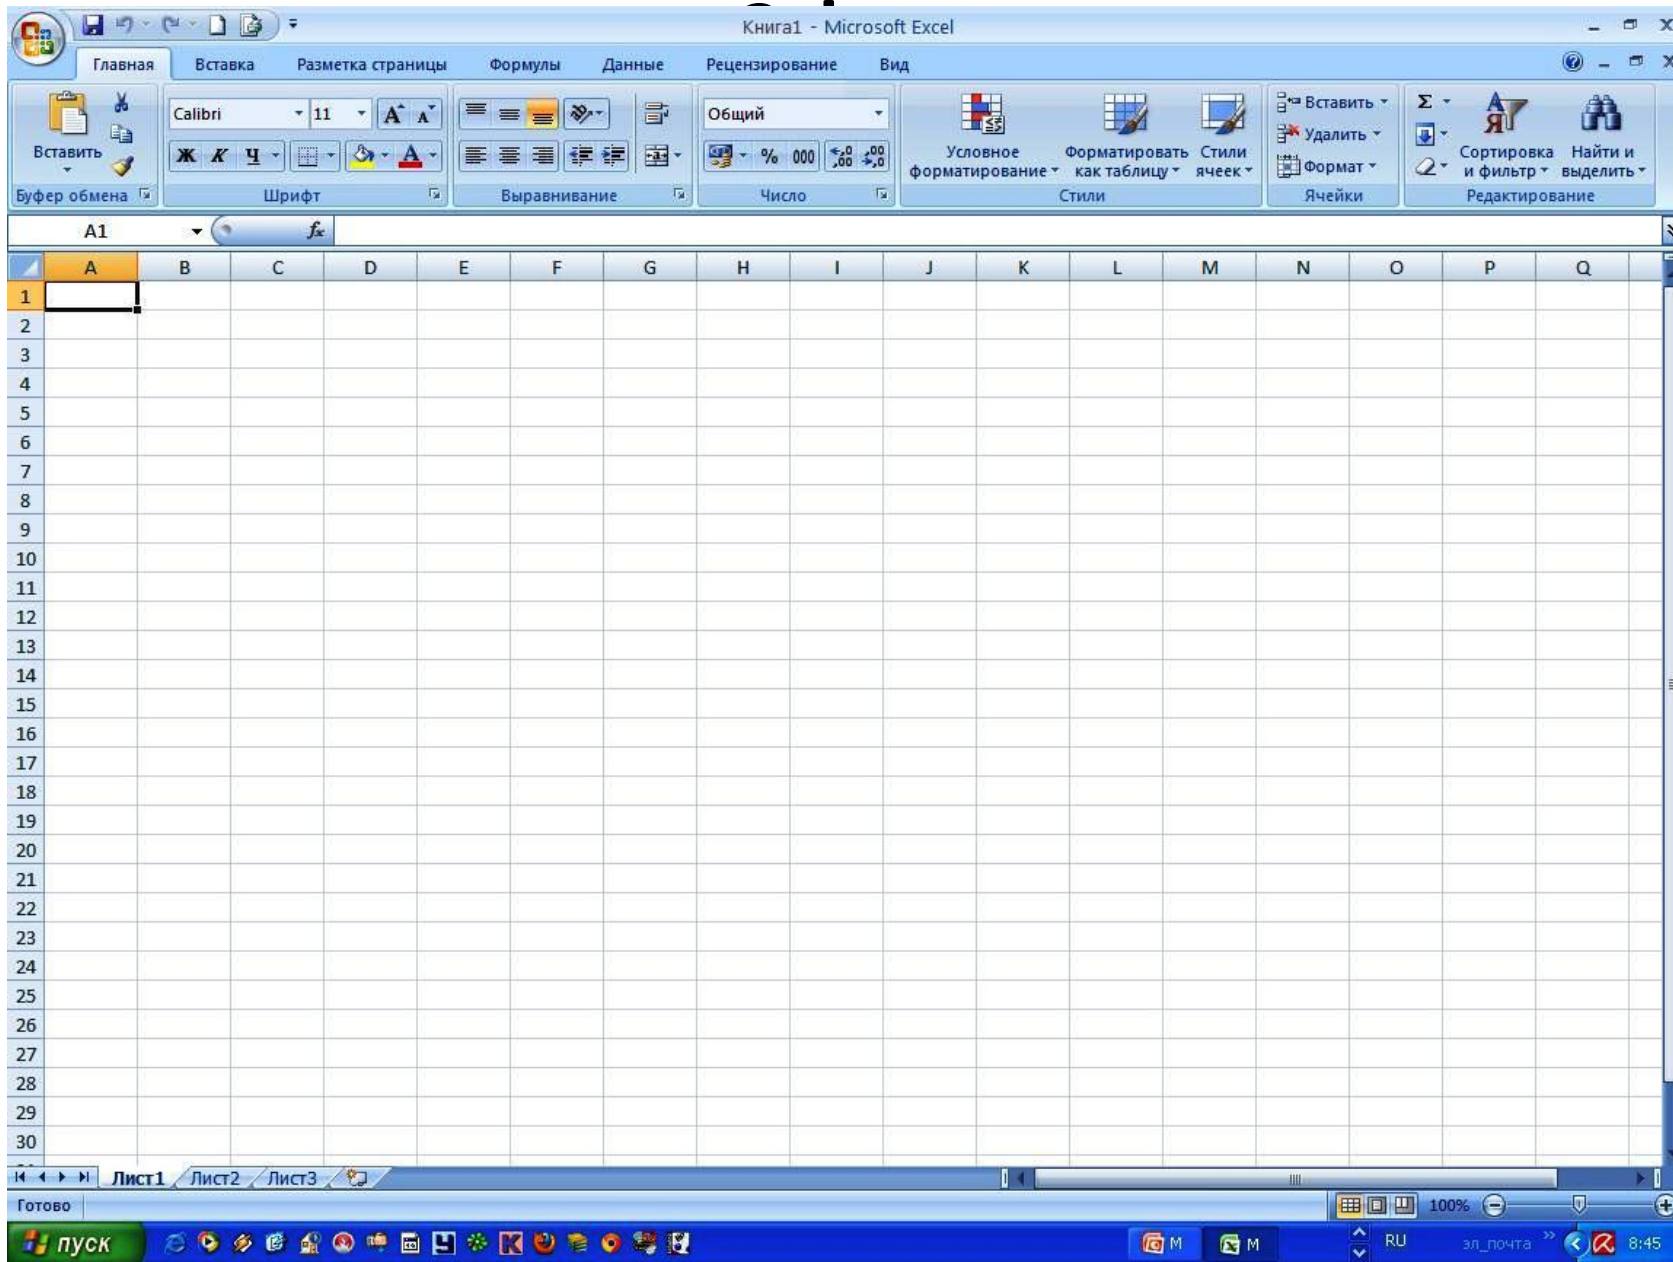 Книга1 - Microsoft Excel
Главная Вставка Разметка страницы Формулы Данные Рецензирование Вид
Вставить
Буфер обмена
Calibri 11
Ж К Ч
Шрифт
Выравнивание
Общий
% 000
Число
Условное форматирование
Форматировать как таблицу
Стили ячеек
Стили
Вставить
Удалить
Формат
Ячейки
Σ
Сортировка и фильтр
Найти и выделить
Редактирование
A1 fx
A B C D E F G H I J K L M N O P Q
1
2
3
4
5
6
7
8
9
10
11
12
13
14
15
16
17
18
19
20
21
22
23
24
25
26
27
28
29
30
Лист1 Лист2 Лист3
Готово 100%
пуск М М RU эл_почта 8:45